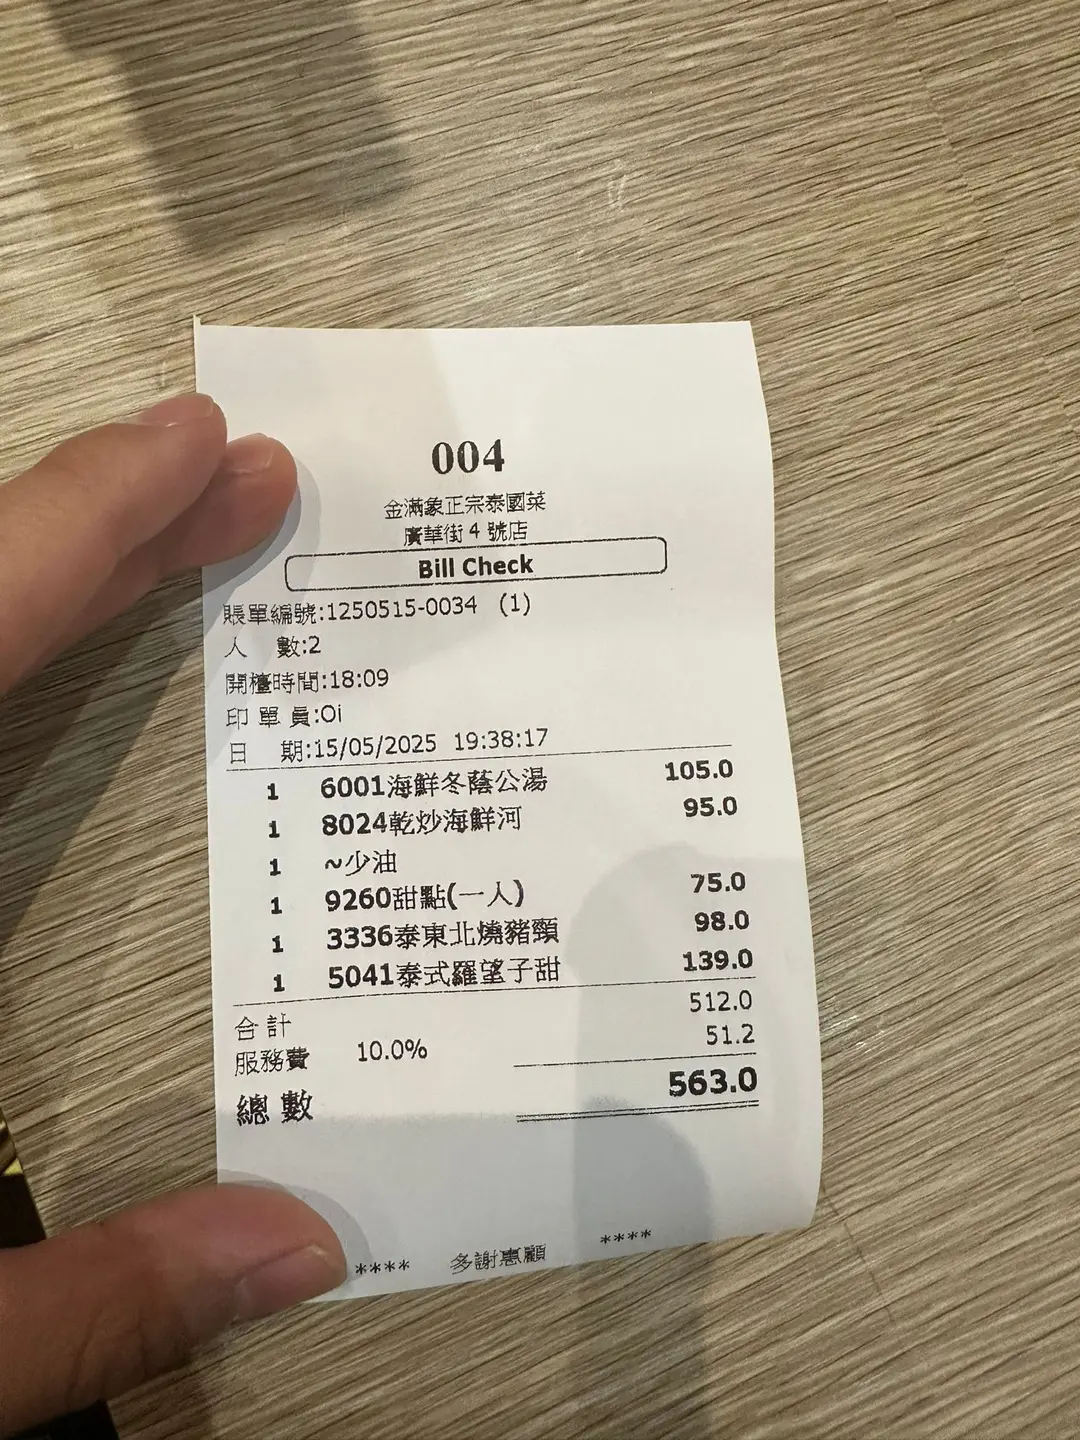 004
金滿象正宗泰國菜
廣華街 4 號店
Bill Check
賬單編號:1250515-0034 (1)
人 數:2
開檯時間:18:09
印 單 員:Oi
日 期:15/05/2025 19:38:17
1 6001海鮮冬蔭公湯 105.0
1 8024乾炒海鮮河 95.0
1 ~少油
1 9260甜點(一人) 75.0
1 3336泰東北燒豬頸 98.0
1 5041泰式羅望子甜 139.0
合 計 512.0
服務費 10.0% 51.2
總 數 563.0
**** 多謝惠顧 ****